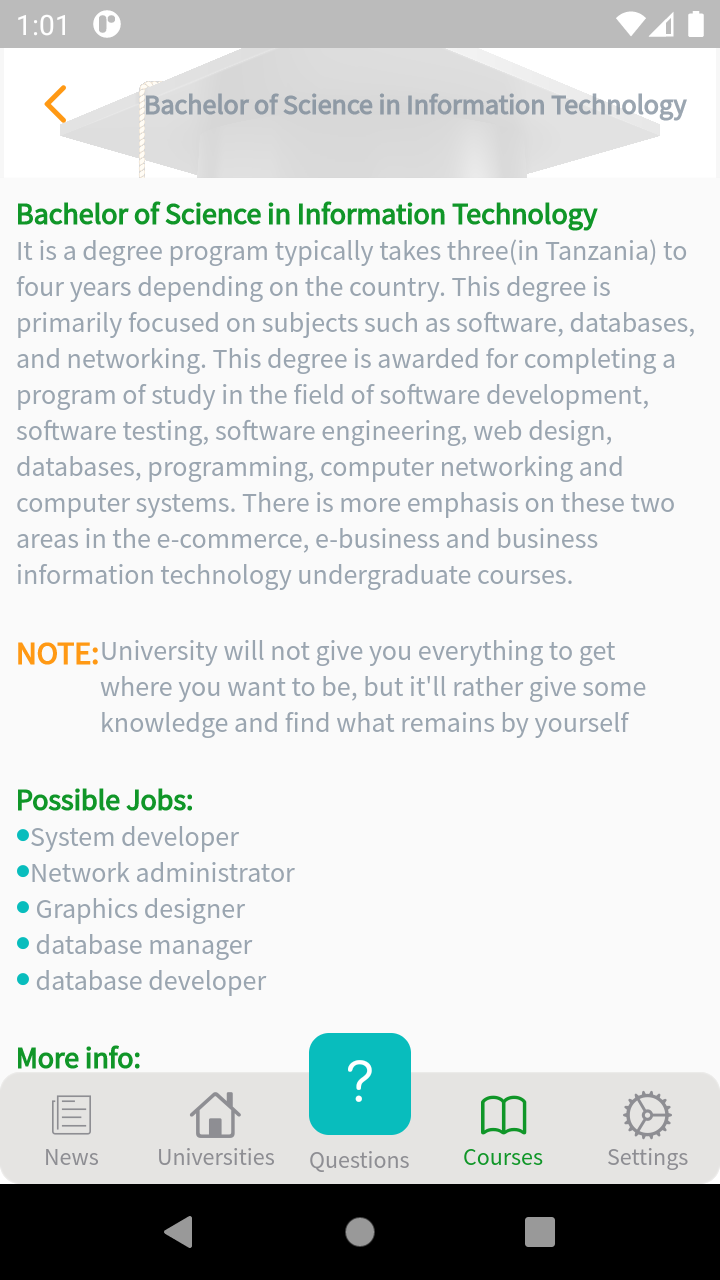 1:01
Bachelor of Science in Information Technology
Bachelor of Science in Information Technology
It is a degree program typically takes three(in Tanzania) to
four years depending on the country. This degree is
primarily focused on subjects such as software, databases,
and networking. This degree is awarded for completing a
program of study in the field of software development,
software testing, software engineering, web design,
databases, programming, computer networking and
computer systems. There is more emphasis on these two
areas in the e-commerce, e-business and business
information technology undergraduate courses.
NOTE:University will not give you everything to get
where you want to be, but it'll rather give some
knowledge and find what remains by yourself
Possible Jobs:
•System developer
•Network administrator
• Graphics designer
• database manager
• database developer
More info:
?
News Universities Questions Courses Settings